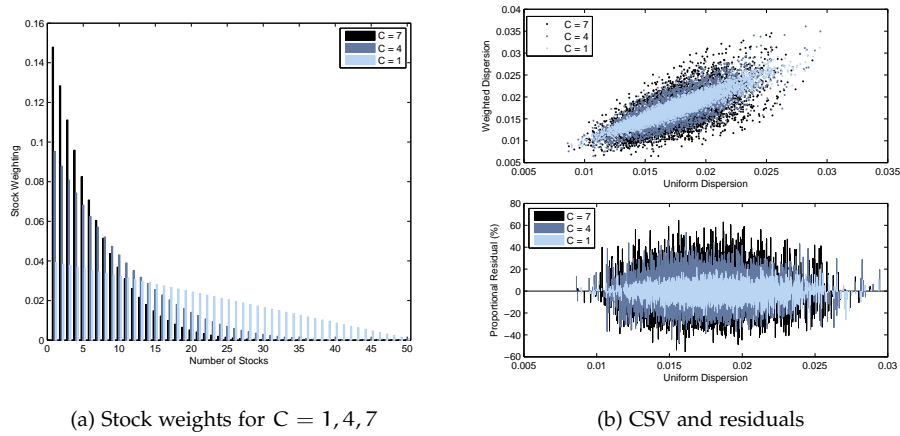 0.16
0.14
0.12
0.1
0.08
0.06
0.04
0.02
0
Stock Weighting
C = 7
C = 4
C = 1
0 5 10 15 20 25 30 35 40 45 50
Number of Stocks
(a) Stock weights for C = 1, 4, 7
0.04
0.035
0.03
0.025
0.02
0.015
0.01
0.005
Weighted Dispersion
C = 7
C = 4
C = 1
0.005 0.01 0.015 0.02 0.025 0.03 0.035
Uniform Dispersion
80
60
40
20
0
−20
−40
−60
Proportional Residual (%)
C = 7
C = 4
C = 1
0.005 0.01 0.015 0.02 0.025 0.03
Uniform Dispersion
(b) CSV and residuals